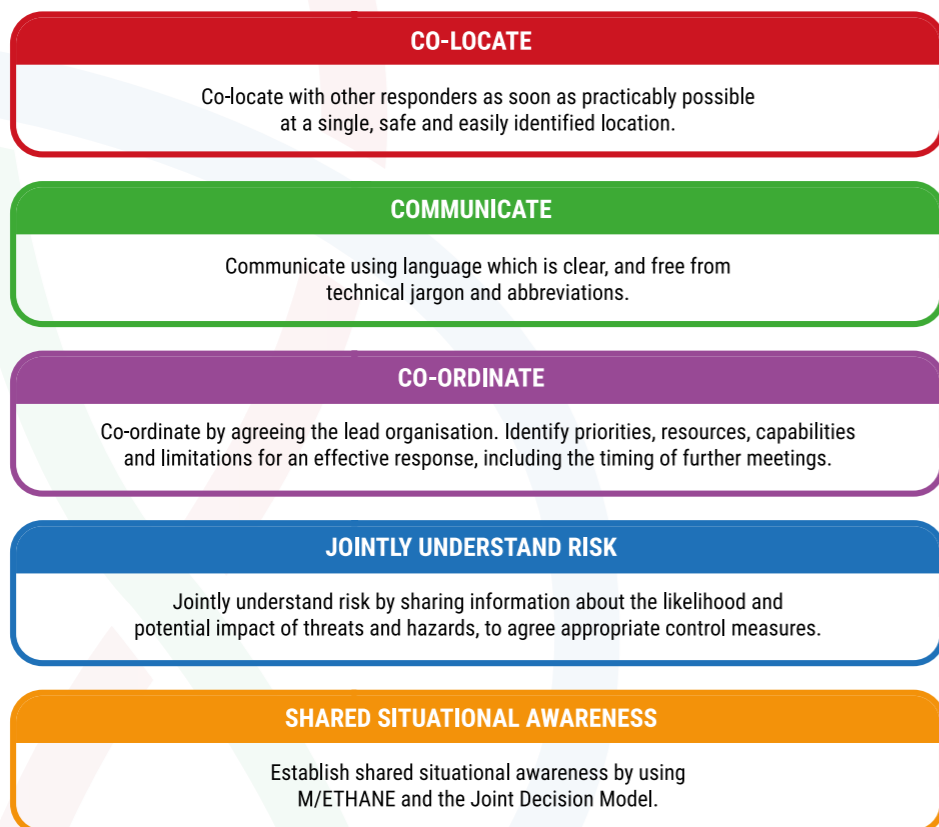 CO-LOCATE
Co-locate with other responders as soon as practicably possible
at a single, safe and easily identified location.
COMMUNICATE
Communicate using language which is clear, and free from
technical jargon and abbreviations.
CO-ORDINATE
Co-ordinate by agreeing the lead organisation. Identify priorities, resources, capabilities
and limitations for an effective response, including the timing of further meetings.
JOINTLY UNDERSTAND RISK
Jointly understand risk by sharing information about the likelihood and
potential impact of threats and hazards, to agree appropriate control measures.
SHARED SITUATIONAL AWARENESS
Establish shared situational awareness by using
M/ETHANE and the Joint Decision Model.